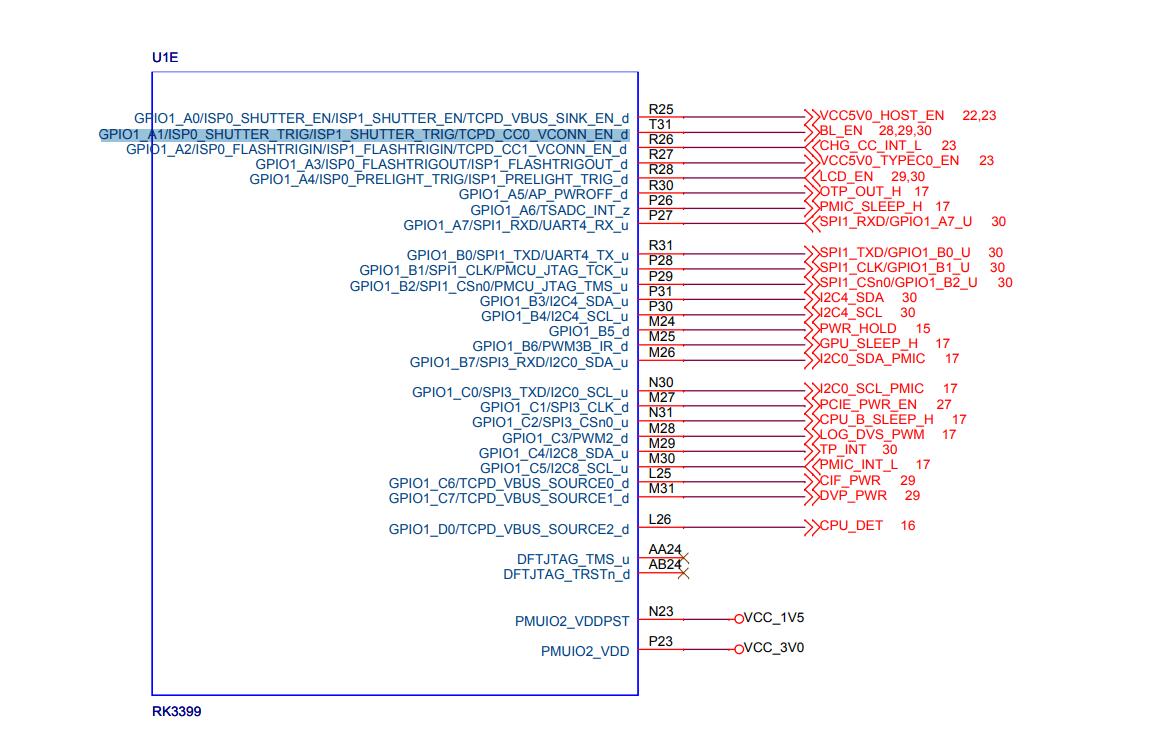 U1E
GPIO1_A0/ISP0_SHUTTER_EN/ISP1_SHUTTER_EN/TCPD_VBUS_SINK_EN_d R25 VCC5V0_HOST_EN 22,23
GPIO1_A1/ISP0_SHUTTER_TRIG/ISP1_SHUTTER_TRIG/TCPD_CC0_VCONN_EN_d T31 BL_EN 28,29,30
GPIO1_A2/ISP0_FLASHTRIGIN/ISP1_FLASHTRIGIN/TCPD_CC1_VCONN_EN_d R26 CHG_CC_INT_L 23
GPIO1_A3/ISP0_FLASHTRIGOUT/ISP1_FLASHTRIGOUT_d R27 VCC5V0_TYPEC0_EN 23
GPIO1_A4/ISP0_PRELIGHT_TRIG/ISP1_PRELIGHT_TRIG_d R28 LCD_EN 29,30
GPIO1_A5/AP_PWROFF_d R30 OTP_OUT_H 17
GPIO1_A6/TSADC_INT_z P26 PMIC_SLEEP_H 17
GPIO1_A7/SPI1_RXD/UART4_RX_u P27 SPI1_RXD/GPIO1_A7_U 30
GPIO1_B0/SPI1_TXD/UART4_TX_u R31 SPI1_TXD/GPIO1_B0_U 30
GPIO1_B1/SPI1_CLK/PMCU_JTAG_TCK_u P28 SPI1_CLK/GPIO1_B1_U 30
GPIO1_B2/SPI1_CSn0/PMCU_JTAG_TMS_u P29 SPI1_CSn0/GPIO1_B2_U 30
GPIO1_B3/I2C4_SDA_u P31 I2C4_SDA 30
GPIO1_B4/I2C4_SCL_u P30 I2C4_SCL 30
GPIO1_B5_d M24 PWR_HOLD 15
GPIO1_B6/PWM3B_IR_d M25 GPU_SLEEP_H 17
GPIO1_B7/SPI3_RXD/I2C0_SDA_u M26 I2C0_SDA_PMIC 17
GPIO1_C0/SPI3_TXD/I2C0_SCL_u N30 I2C0_SCL_PMIC 17
GPIO1_C1/SPI3_CLK_d M27 PCIE_PWR_EN 27
GPIO1_C2/SPI3_CSn0_u N31 CPU_B_SLEEP_H 17
GPIO1_C3/PWM2_d M28 LOG_DVS_PWM 17
GPIO1_C4/I2C8_SDA_u M29 TP_INT 30
GPIO1_C5/I2C8_SCL_u M30 PMIC_INT_L 17
GPIO1_C6/TCPD_VBUS_SOURCE0_d L25 CIF_PWR 29
GPIO1_C7/TCPD_VBUS_SOURCE1_d M31 DVP_PWR 29
GPIO1_D0/TCPD_VBUS_SOURCE2_d L26 CPU_DET 16
DFTJTAG_TMS_u AA24
DFTJTAG_TRSTn_d AB24
PMUIO2_VDDPST N23 VCC_1V5
PMUIO2_VDD P23 VCC_3V0
RK3399